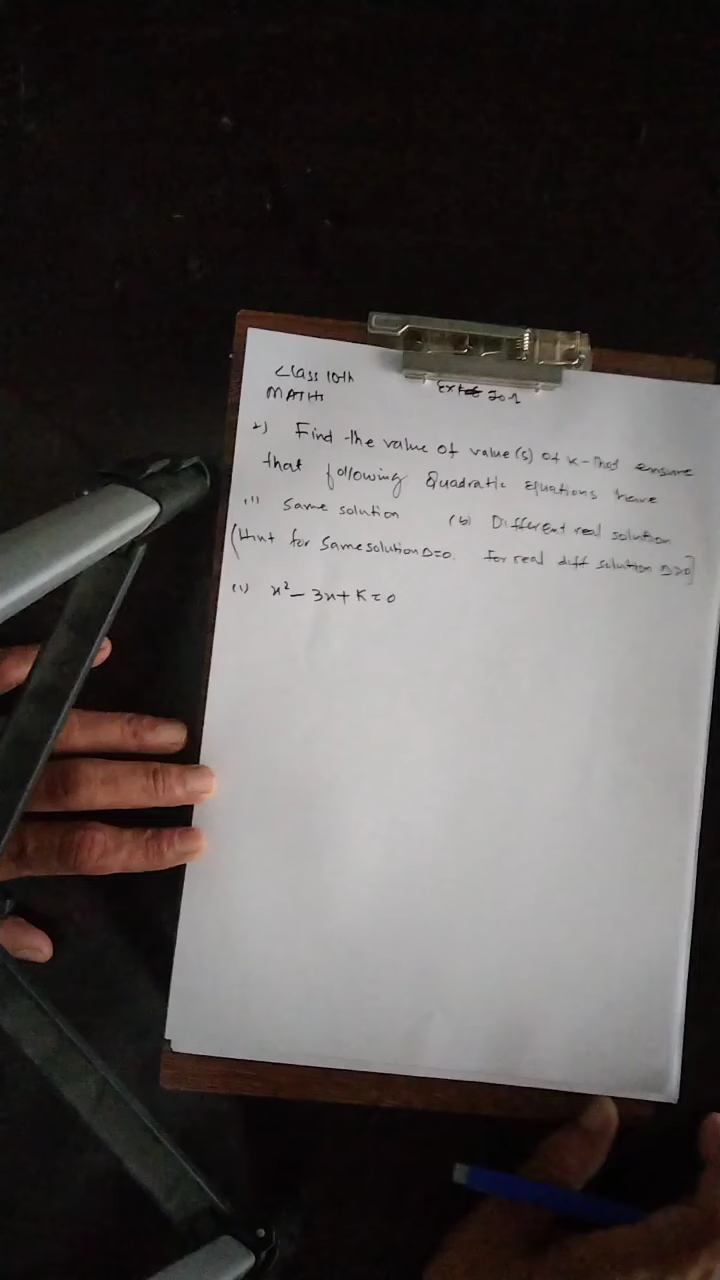 Class 10th
MATH
Ex 20.1
2) Find the value of value(s) of K-that ensure
that following Quadratic equations have
Same solution (b) Different real solution
(Hint for Same solution D=0. for real diff solution D>0]
(1) x² - 3x + K = 0